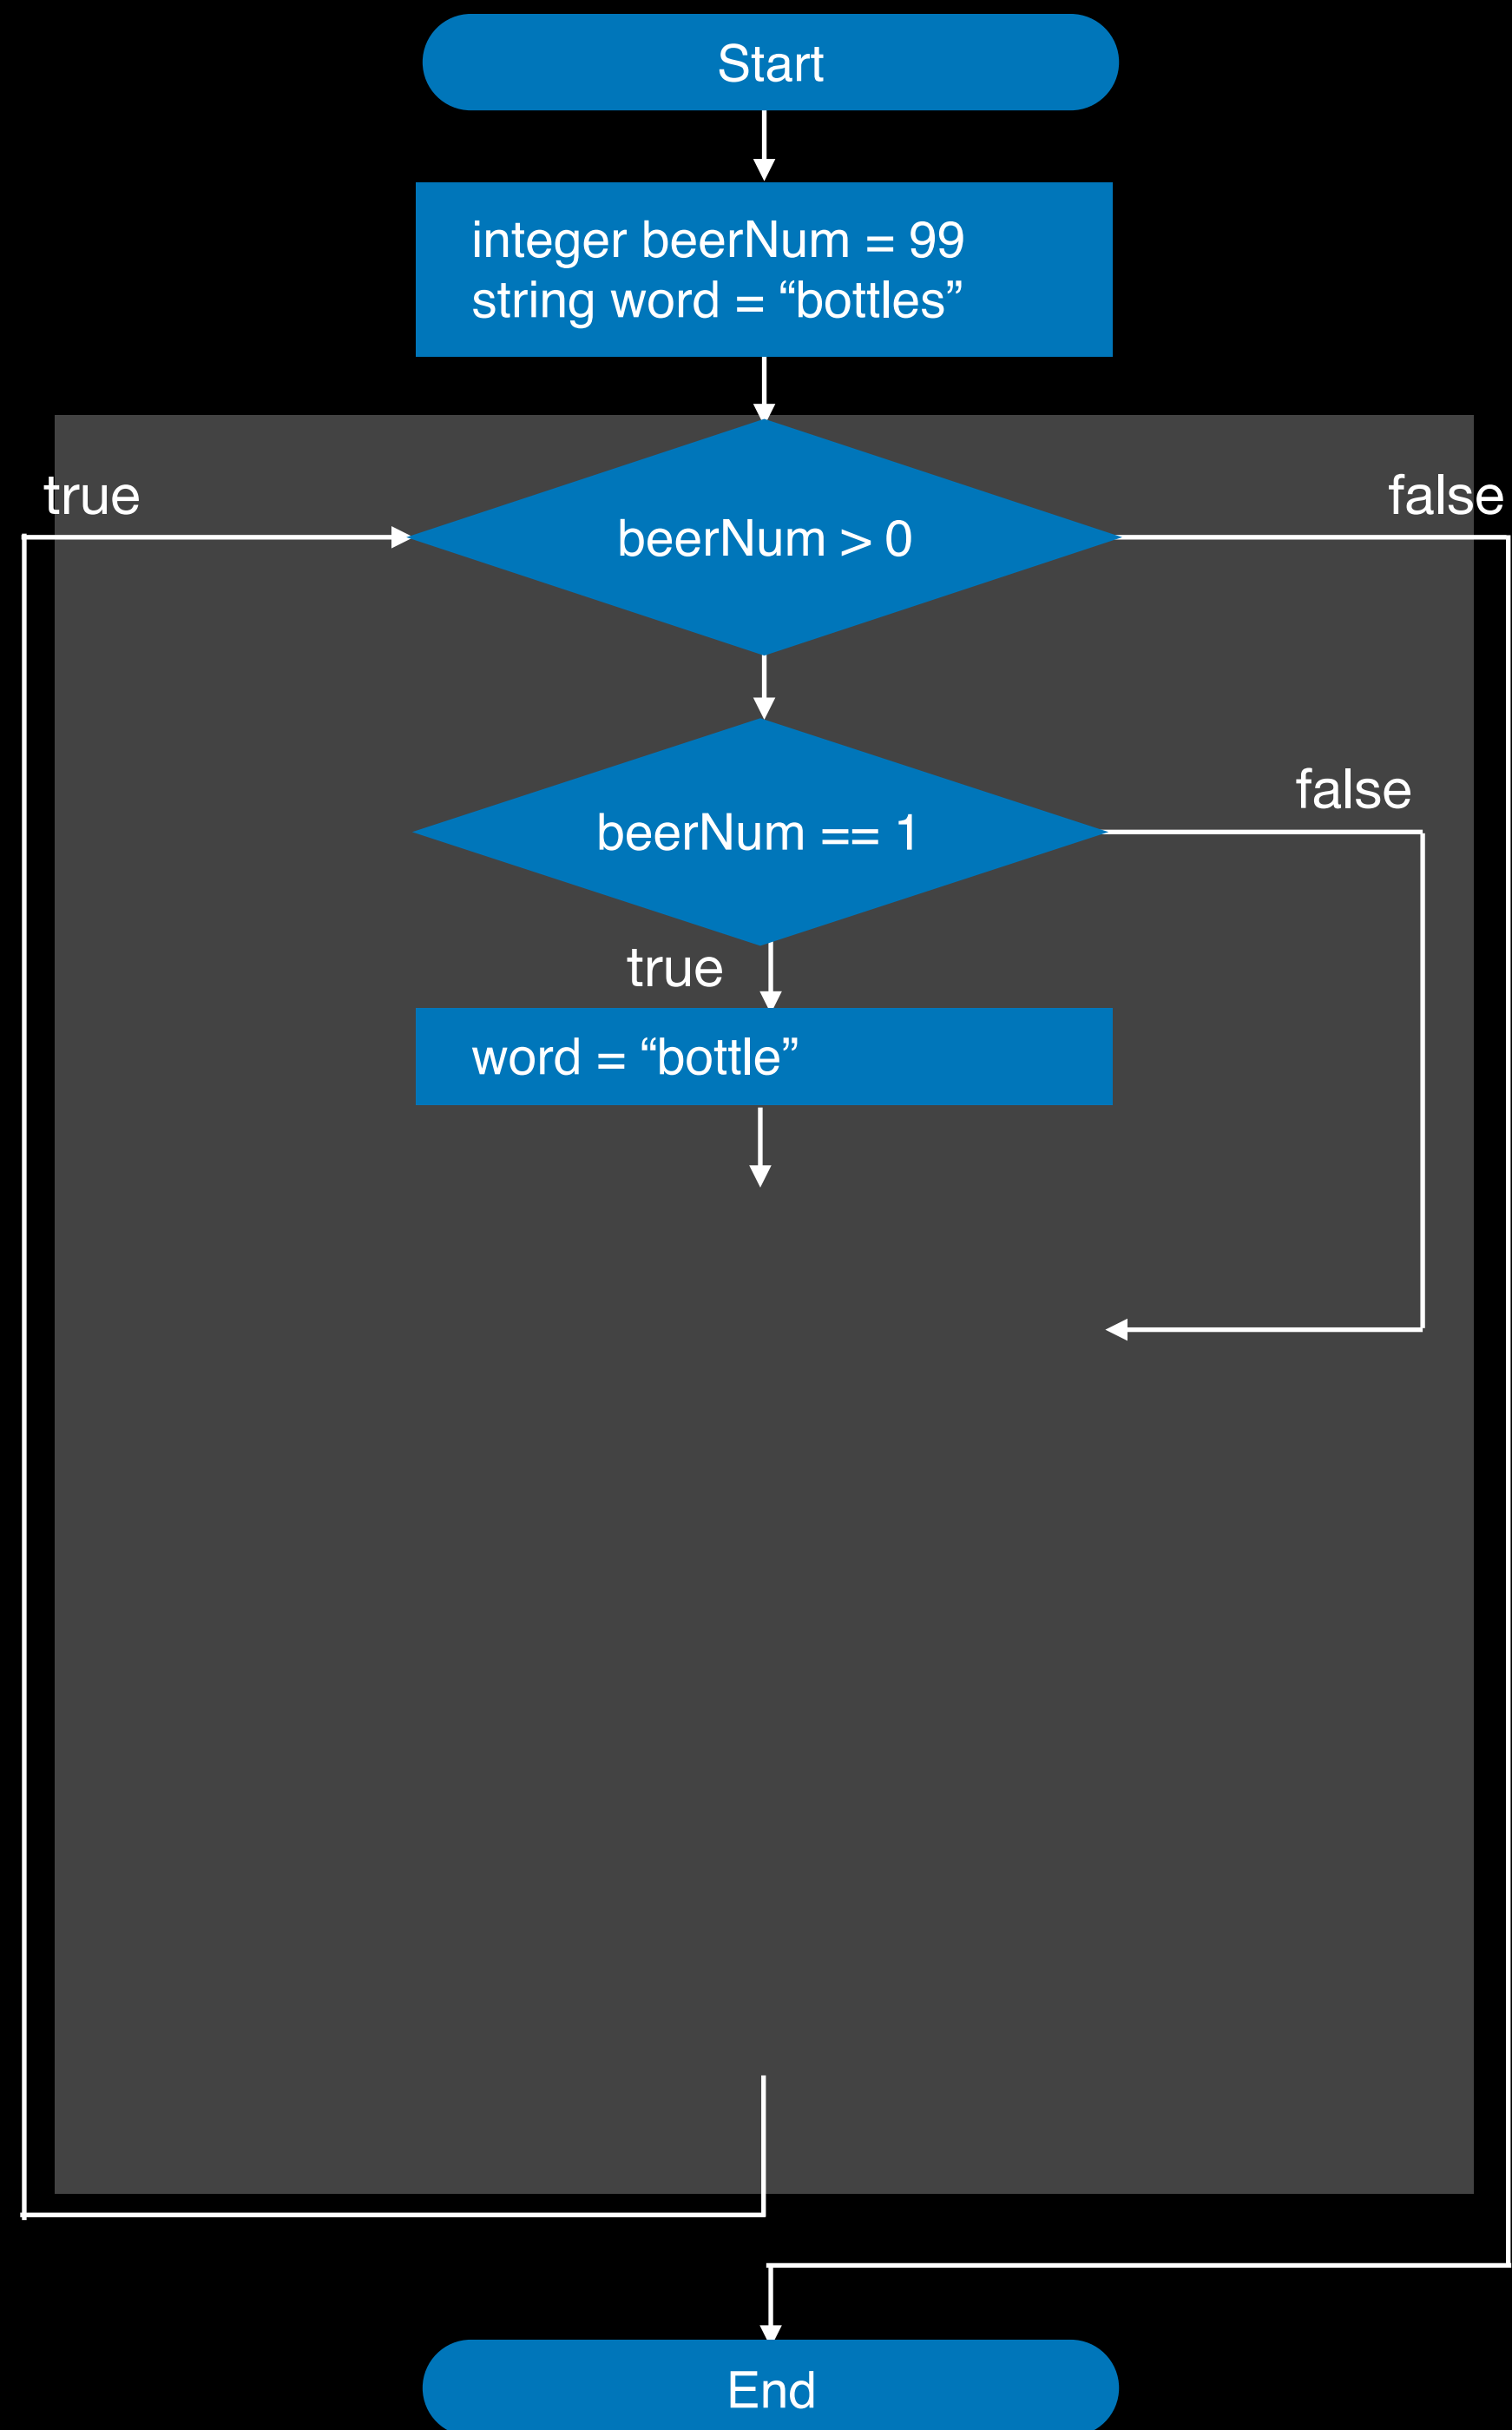 Start
integer beerNum = 99
string word = “bottles”
true
false
beerNum > 0
false
beerNum == 1
true
word = “bottle”
End